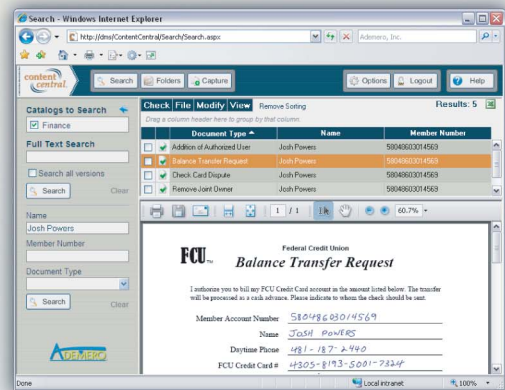 Search - Windows Internet Explorer
http://dms/ContentCentral/Search/Search.aspx
Ademero, Inc.
content central.
Search
Folders
Capture
Options
Logout
Help
Catalogs to Search
Finance
Full Text Search
Search all versions
Search
Clear
Name
Josh Powers
Member Number
Document Type
Search
Clear
ADEMERO
Check File Modify View Remove Sorting
Results: 5
Drag a column header here to group by that column.
Document Type Name Member Number
Addition of Authorized User Josh Powers 58048603014569
Balance Transfer Request Josh Powers 58048603014569
Check Card Dispute Josh Powers 58048603014569
Remove Joint Owner Josh Powers 58048603014569
1 / 1 60.7%
FCU™
Federal Credit Union
Balance Transfer Request
I authorize you to bill my FCU Credit Card account in the amount listed below. The transfer
will be processed as a cash advance. Please indicate to whom the check should be sent.
Member Account Number 58048603014569
Name JOSH POWERS
Daytime Phone 481-187-2440
FCU Credit Card # 4305-8193-5001-7324
Done
Local intranet
100%